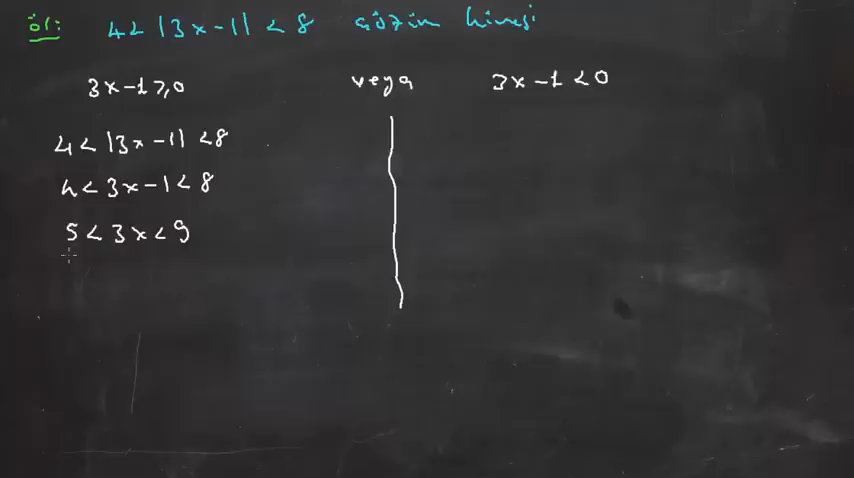 ör: 4 < |3x-1| < 8 çözüm kümesi
3x-1≥0 veya 3x-1<0
4 < |3x-1| < 8
4 < 3x-1 < 8
5 < 3x < 9